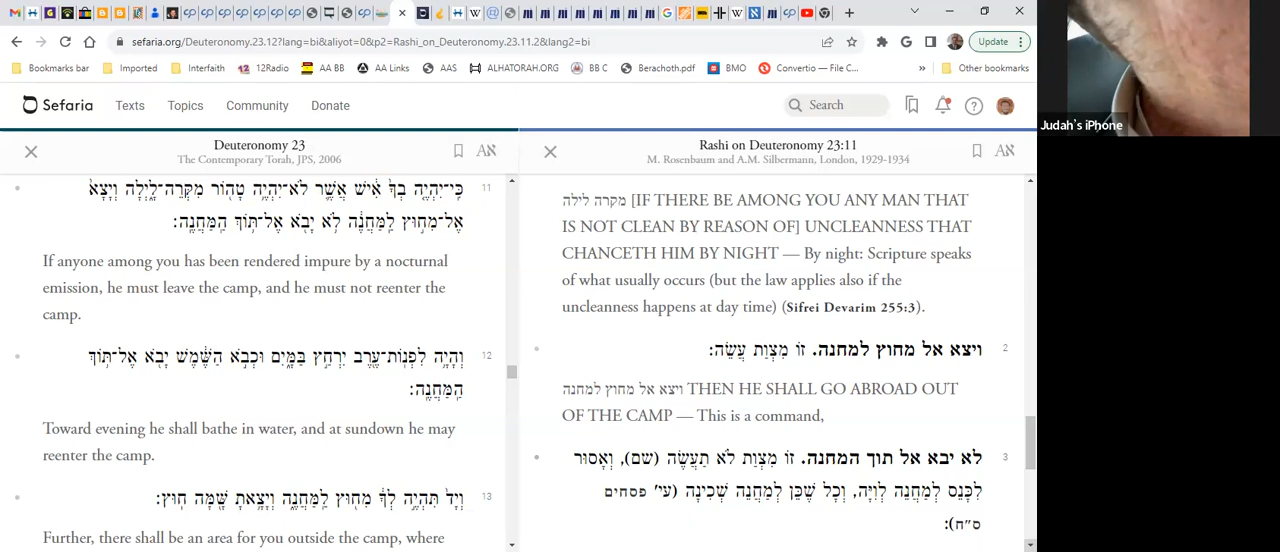 sefaria.org/Deuteronomy.23.12?lang=bi&aliyot=0&p2=Rashi_on_Deuteronomy.23.11.2&lang2=bi
Update
Bookmarks bar Imported Interfaith 12Radio AA BB AA Links AAS ALHATORAH.ORG BB C Berachoth.pdf BMO Convertio — File C... » Other bookmarks
Sefaria Texts Topics Community Donate Search
Judah's iPhone
Deuteronomy 23
The Contemporary Torah, JPS, 2006
11
כִּֽי־יִהְיֶ֤ה בְךָ֙ אִ֔ישׁ אֲשֶׁ֛ר לֹא־יִהְיֶ֥ה טָה֖וֹר מִקְּרֵה־לָ֑יְלָה וְיָצָא֙
אֶל־מִח֣וּץ לַֽמַּחֲנֶ֔ה לֹ֥א יָבֹ֖א אֶל־תּ֥וֹךְ הַֽמַּחֲנֶֽה׃
If anyone among you has been rendered impure by a nocturnal
emission, he must leave the camp, and he must not reenter the
camp.
12
וְהָיָ֥ה לִפְנֽוֹת־עֶ֖רֶב יִרְחַ֣ץ בַּמָּ֑יִם וּכְבֹ֣א הַשֶּׁ֔מֶשׁ יָבֹ֖א אֶל־תּ֥וֹךְ
הַֽמַּחֲנֶֽה׃
Toward evening he shall bathe in water, and at sundown he may
reenter the camp.
13
וְיָד֙ תִּהְיֶ֣ה לְךָ֔ מִח֖וּץ לַֽמַּחֲנֶ֑ה וְיָצָ֥אתָ שָׁ֖מָּה חֽוּץ׃
Further, there shall be an area for you outside the camp, where
Rashi on Deuteronomy 23:11
M. Rosenbaum and A.M. Silbermann, London, 1929-1934
מקרה לילה [IF THERE BE AMONG YOU ANY MAN THAT
IS NOT CLEAN BY REASON OF] UNCLEANNESS THAT
CHANCETH HIM BY NIGHT — By night: Scripture speaks
of what usually occurs (but the law applies also if the
uncleanness happens at day time) (Sifrei Devarim 255:3).
2
ויצא אל מחוץ למחנה. זוֹ מִצְוַת עֲשֵׂה:
ויצא אל מחוץ למחנה THEN HE SHALL GO ABROAD OUT
OF THE CAMP — This is a command,
3
לא יבא אל תוך המחנה. זוֹ מִצְוַת לֹא תַעֲשֶׂה (שם), וְאָסוּר
לִכָּנֵס לְמַחֲנֵה לְוִיָּה, וְכָל שֶׁכֵּן לְמַחֲנֵה שְׁכִינָה (עי' פסחים
ס"ח):